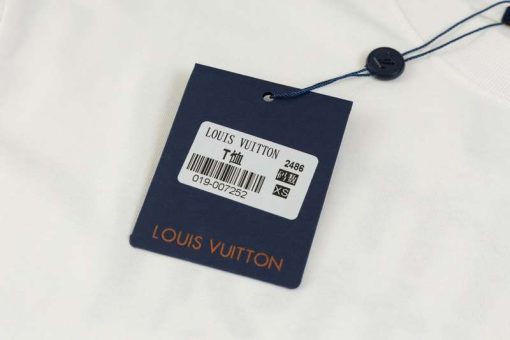 LOUIS VUITTON
T恤
2486
XS
019-007252
LOUIS VUITTON